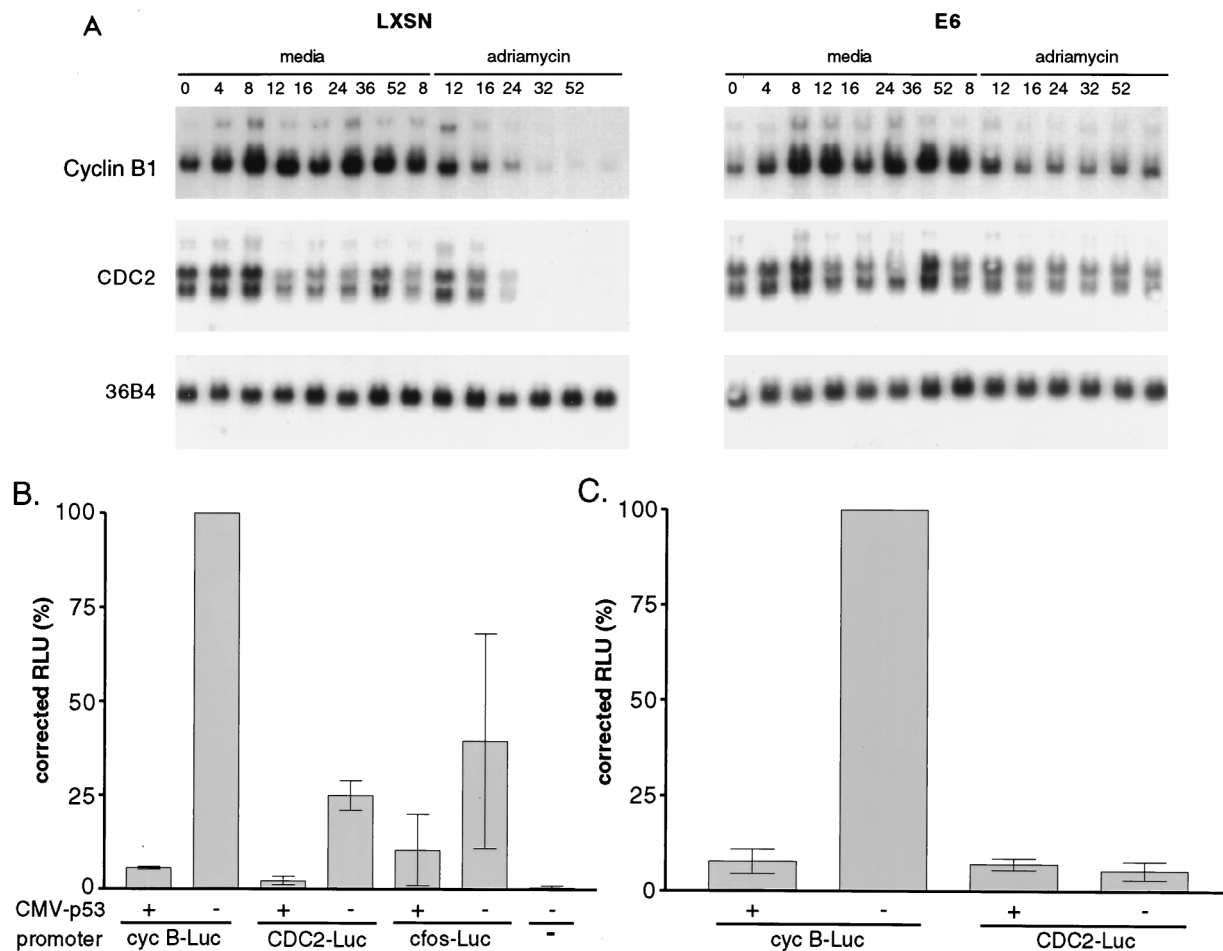 A
LXSN
E6
media adriamycin
media adriamycin
0 4 8 12 16 24 36 52 8 12 16 24 32 52
0 4 8 12 16 24 36 52 8 12 16 24 32 52
Cyclin B1
CDC2
36B4
B.
corrected RLU (%)
100
75
50
25
0
CMV-p53 + - + - + - -
promoter cyc B-Luc CDC2-Luc cfos-Luc -
C.
corrected RLU (%)
100
75
50
25
0
+ - + -
cyc B-Luc CDC2-Luc